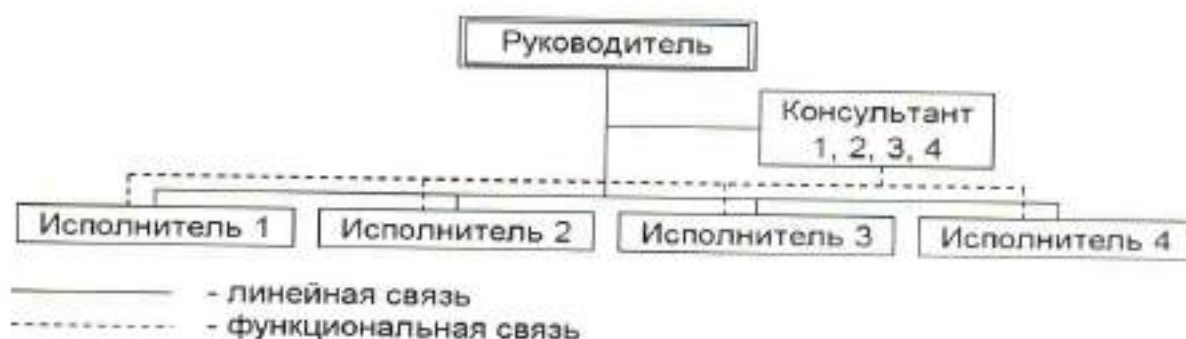 Руководитель
Консультант
1, 2, 3, 4
Исполнитель 1
Исполнитель 2
Исполнитель 3
Исполнитель 4
- линейная связь
- функциональная связь